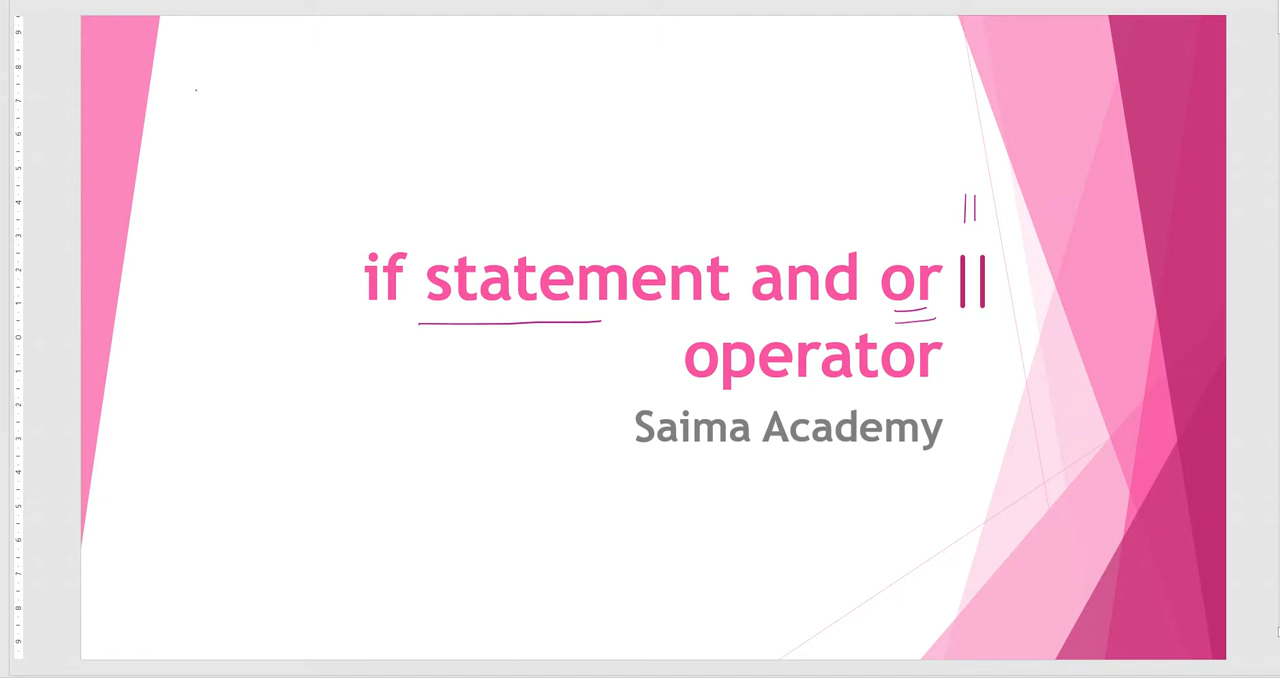 ||
if statement and or ||
operator
Saima Academy